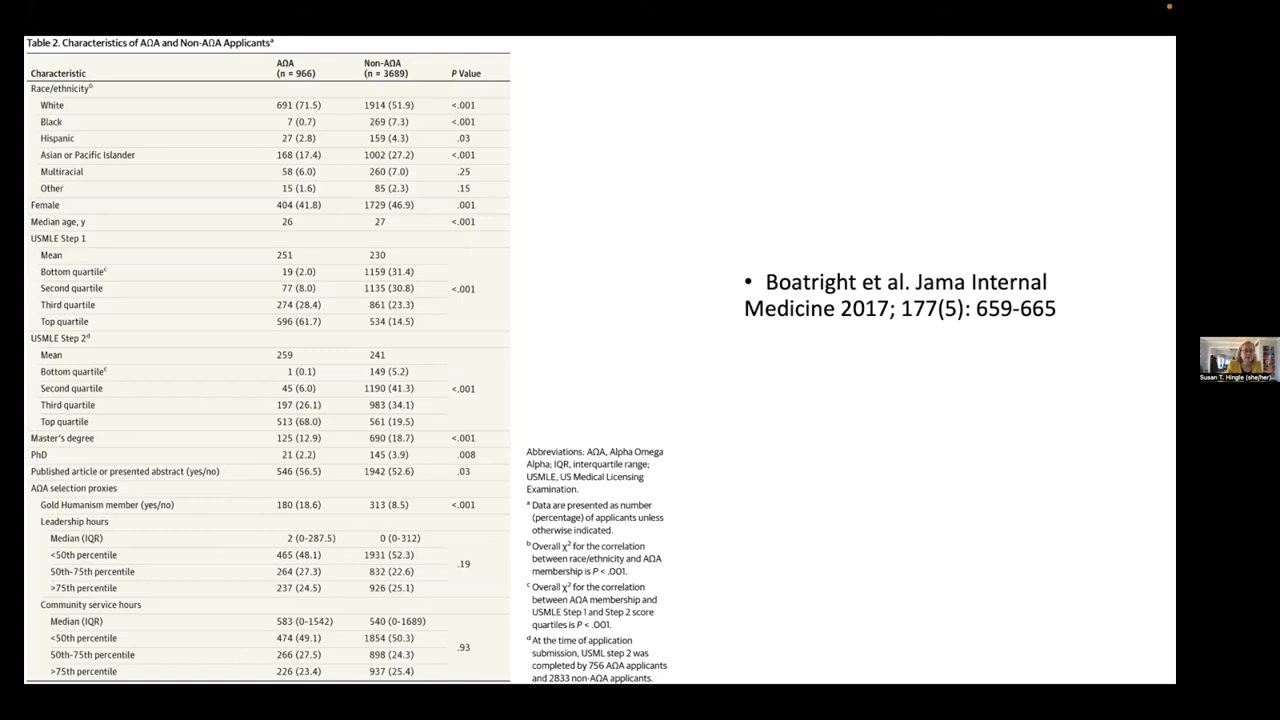 Table 2. Characteristics of AΩA and Non-AΩA Applicantsᵃ
Characteristic AΩA (n = 966) Non-AΩA (n = 3689) P Value
Race/ethnicityᵇ
White 691 (71.5) 1914 (51.9) <.001
Black 7 (0.7) 269 (7.3) <.001
Hispanic 27 (2.8) 159 (4.3) .03
Asian or Pacific Islander 168 (17.4) 1002 (27.2) <.001
Multiracial 58 (6.0) 260 (7.0) .25
Other 15 (1.6) 85 (2.3) .15
Female 404 (41.8) 1729 (46.9) .001
Median age, y 26 27 <.001
USMLE Step 1
Mean 251 230
Bottom quartileᶜ 19 (2.0) 1159 (31.4)
Second quartile 77 (8.0) 1135 (30.8) <.001
Third quartile 274 (28.4) 861 (23.3)
Top quartile 596 (61.7) 534 (14.5)
USMLE Step 2ᵈ
Mean 259 241
Bottom quartileᶜ 1 (0.1) 149 (5.2)
Second quartile 45 (6.0) 1190 (41.3) <.001
Third quartile 197 (26.1) 983 (34.1)
Top quartile 513 (68.0) 561 (19.5)
Master's degree 125 (12.9) 690 (18.7) <.001
PhD 21 (2.2) 145 (3.9) .008
Published article or presented abstract (yes/no) 546 (56.5) 1942 (52.6) .03
AΩA selection proxies
Gold Humanism member (yes/no) 180 (18.6) 313 (8.5) <.001
Leadership hours
Median (IQR) 2 (0-287.5) 0 (0-312)
<50th percentile 465 (48.1) 1931 (52.3) .19
50th-75th percentile 264 (27.3) 832 (22.6)
>75th percentile 237 (24.5) 926 (25.1)
Community service hours
Median (IQR) 583 (0-1542) 540 (0-1689)
<50th percentile 474 (49.1) 1854 (50.3) .93
50th-75th percentile 266 (27.5) 898 (24.3)
>75th percentile 226 (23.4) 937 (25.4)
Abbreviations: AΩA, Alpha Omega
Alpha; IQR, interquartile range;
USMLE, US Medical Licensing
Examination.
ᵃ Data are presented as number
(percentage) of applicants unless
otherwise indicated.
ᵇ Overall χ² for the correlation
between race/ethnicity and AΩA
membership is P < .001.
ᶜ Overall χ² for the correlation
between AΩA membership and
USMLE Step 1 and Step 2 score
quartiles is P < .001.
ᵈ At the time of application
submission, USML step 2 was
completed by 756 AΩA applicants
and 2833 non-AΩA applicants.
• Boatright et al. Jama Internal
Medicine 2017; 177(5): 659-665
Susan T. Hingle (she/her)